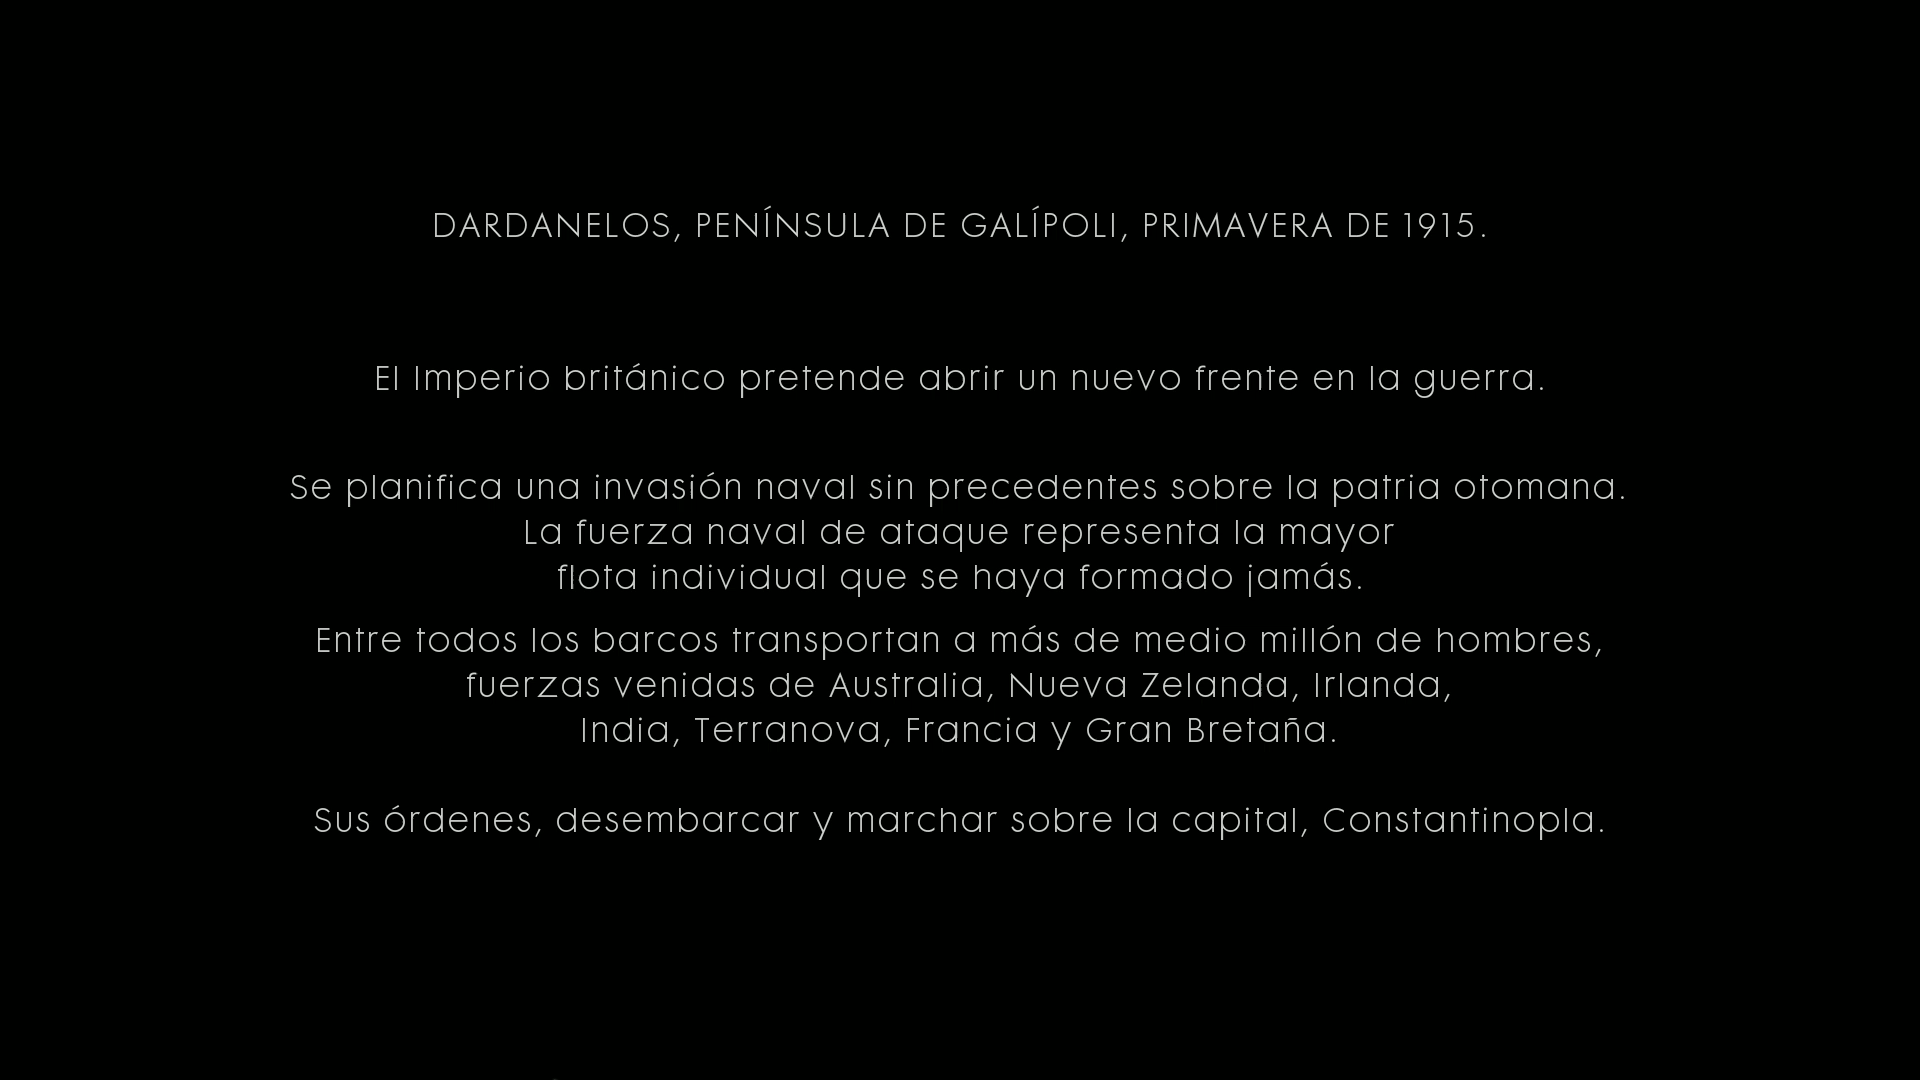 DARDANELOS, PENÍNSULA DE GALÍPOLI, PRIMAVERA DE 1915.
El Imperio británico pretende abrir un nuevo frente en la guerra.
Se planifica una invasión naval sin precedentes sobre la patria otomana.
La fuerza naval de ataque representa la mayor
flota individual que se haya formado jamás.
Entre todos los barcos transportan a más de medio millón de hombres,
fuerzas venidas de Australia, Nueva Zelanda, Irlanda,
India, Terranova, Francia y Gran Bretaña.
Sus órdenes, desembarcar y marchar sobre la capital, Constantinopla.